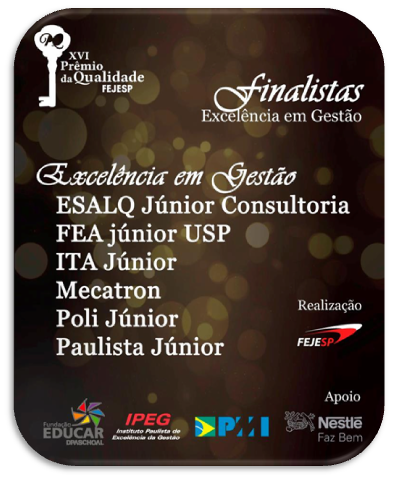 XVI
Prêmio
da Qualidade
FEJESP
Finalistas
Excelência em Gestão
Excelência em Gestão
ESALQ Júnior Consultoria
FEA júnior USP
ITA Júnior
Mecatron
Poli Júnior
Paulista Júnior
Realização
FEJESP
Apoio
Fundação
EDUCAR
DPASCHOAL
IPEG
Instituto Paulista de
Excelência da Gestão
PMI
Nestlé
Faz Bem